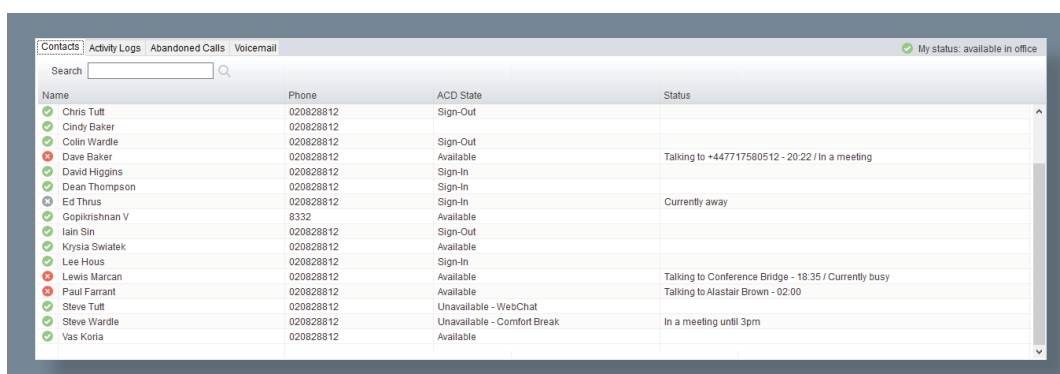 Contacts Activity Logs Abandoned Calls Voicemail My status: available in office
Search
Name Phone ACD State Status
Chris Tutt 020828812 Sign-Out
Cindy Baker 020828812
Colin Wardle 020828812 Sign-Out
Dave Baker 020828812 Available Talking to +447717580512 - 20:22 / In a meeting
David Higgins 020828812 Sign-In
Dean Thompson 020828812 Sign-In
Ed Thrus 020828812 Sign-In Currently away
Gopikrishnan V 8332 Available
Iain Sin 020828812 Sign-Out
Krysia Swiatek 020828812 Available
Lee Hous 020828812 Sign-In
Lewis Marcan 020828812 Available Talking to Conference Bridge - 18:35 / Currently busy
Paul Farrant 020828812 Available Talking to Alastair Brown - 02:00
Steve Tutt 020828812 Unavailable - WebChat
Steve Wardle 020828812 Unavailable - Comfort Break In a meeting until 3pm
Vas Koria 020828812 Available